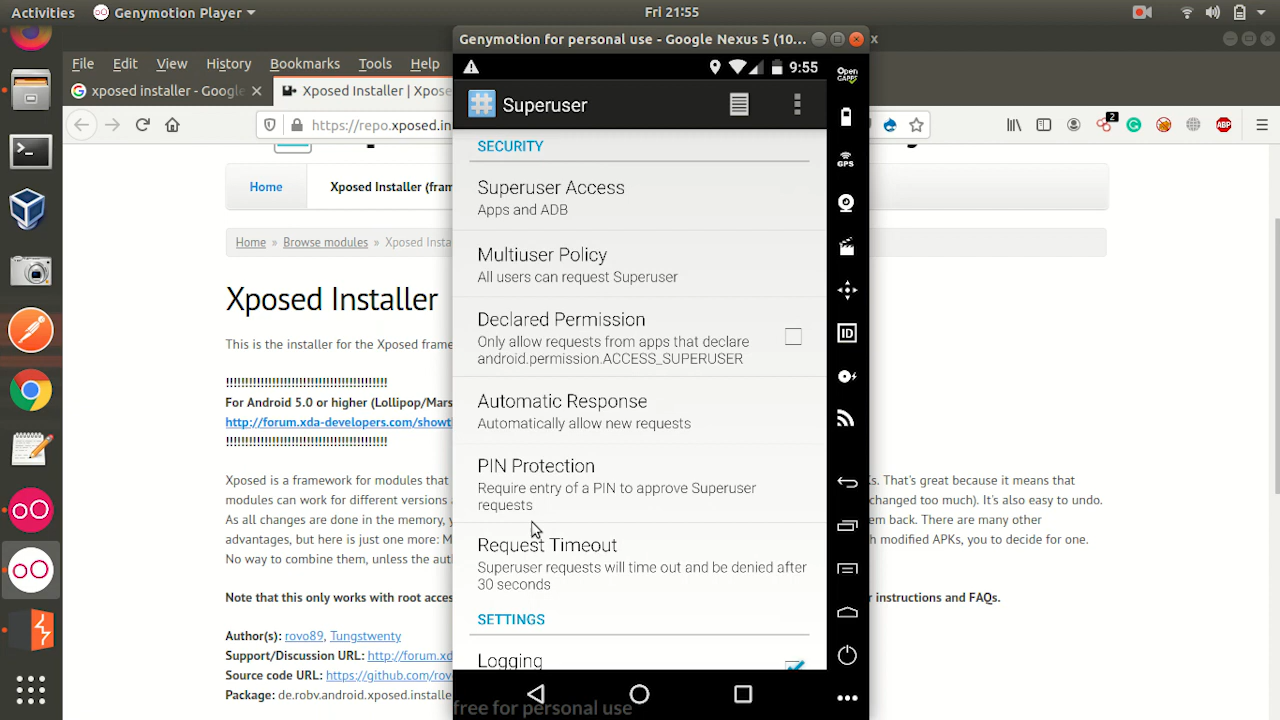 Activities
Genymotion Player
Fri 21:55
Genymotion for personal use - Google Nexus 5 (10...
x
File Edit View History Bookmarks Tools Help
9:55
xposed installer - Google
Xposed Installer | Xpose
Superuser
https://repo.xposed.in
2
ABP
Open
GAPPS
GPS
ID
SECURITY
Superuser Access
Apps and ADB
Multiuser Policy
All users can request Superuser
Declared Permission
Only allow requests from apps that declare
android.permission.ACCESS_SUPERUSER
Automatic Response
Automatically allow new requests
PIN Protection
Require entry of a PIN to approve Superuser
requests
Request Timeout
Superuser requests will time out and be denied after
30 seconds
SETTINGS
Logging
free for personal use
Home
Xposed Installer (fram
Home » Browse modules » Xposed Insta
Xposed Installer
This is the installer for the Xposed frame
!!!!!!!!!!!!!!!!!!!!!!!!!!!!!!!!!!!!!!!!!
For Android 5.0 or higher (Lollipop/Mars
http://forum.xda-developers.com/showt
!!!!!!!!!!!!!!!!!!!!!!!!!!!!!!!!!!!!!!!!!
Xposed is a framework for modules that Ks. That's great because it means that
modules can work for different versions changed too much). It's also easy to undo.
As all changes are done in the memory, y em back. There are many other
advantages, but here is just one more: M h modified APKs, you to decide for one.
No way to combine them, unless the aut
Note that this only works with root acces r instructions and FAQs.
Author(s): rovo89, Tungstwenty
Support/Discussion URL: http://forum.xd
Source code URL: https://github.com/rov
Package: de.robv.android.xposed.installe